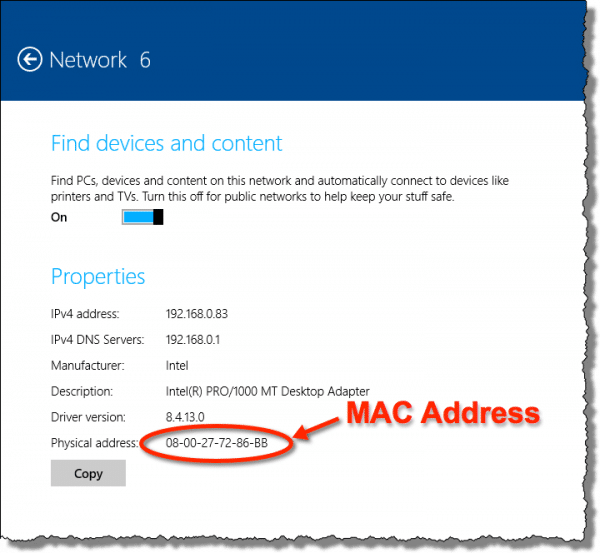 Network 6
Find devices and content
Find PCs, devices and content on this network and automatically connect to devices like
printers and TVs. Turn this off for public networks to help keep your stuff safe.
On
Properties
IPv4 address: 192.168.0.83
IPv4 DNS Servers: 192.168.0.1
Manufacturer: Intel
Description: Intel(R) PRO/1000 MT Desktop Adapter
Driver version: 8.4.13.0
MAC Address
Physical address: 08-00-27-72-86-BB
Copy